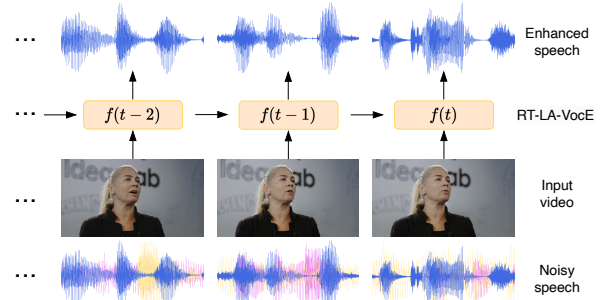 ... Enhanced
speech
... f(t − 2) f(t − 1) f(t) RT-LA-VocE
... Input
video
... Noisy
speech